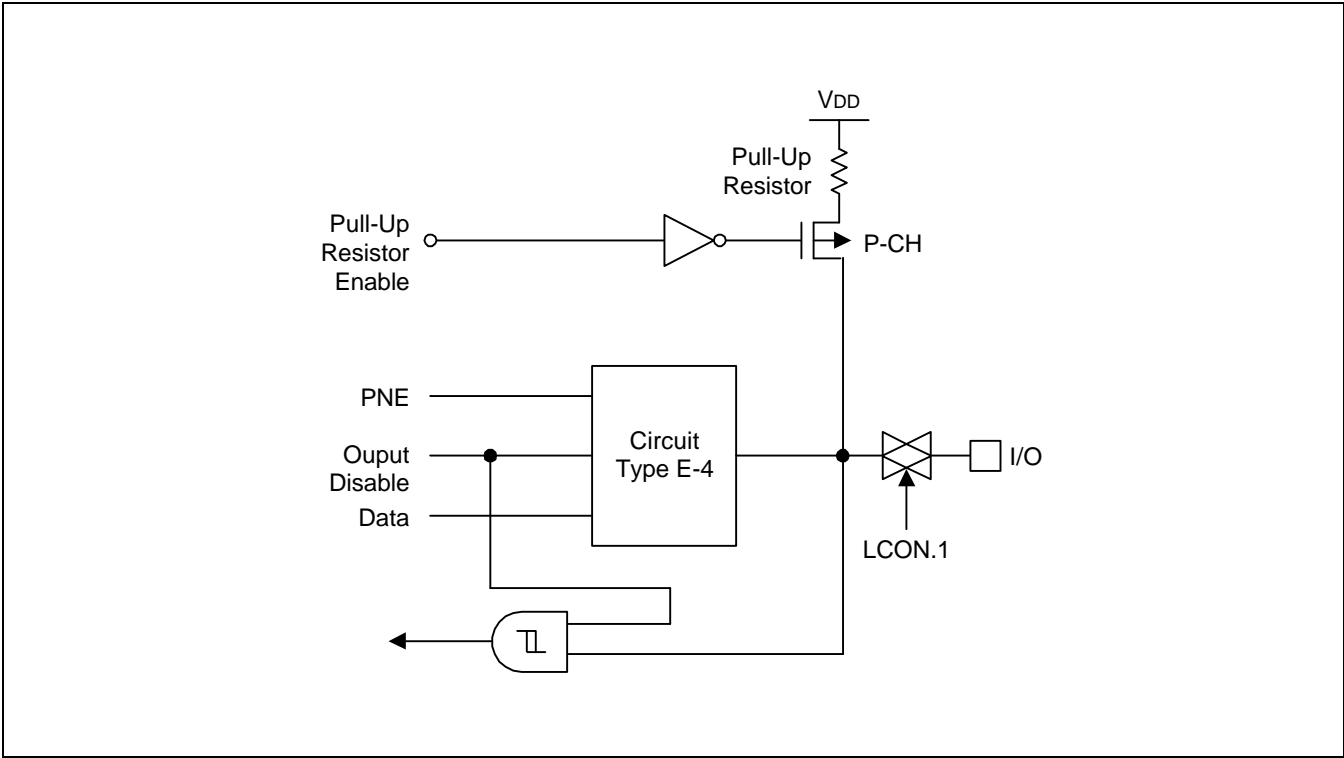 VDD
Pull-Up
Resistor
Pull-Up
Resistor
Enable
P-CH
PNE
Ouput
Disable
Data
Circuit
Type E-4
I/O
LCON.1